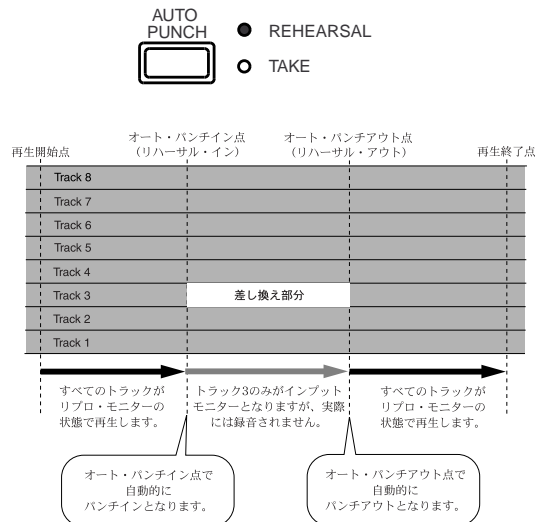 AUTO
PUNCH
REHEARSAL
TAKE
再生開始点
オート・パンチイン点
(リハーサル・イン)
オート・パンチアウト点
(リハーサル・アウト)
再生終了点
Track 8
Track 7
Track 6
Track 5
Track 4
Track 3
差し換え部分
Track 2
Track 1
すべてのトラックが
リプロ・モニターの
状態で再生します。
トラック3のみがインプット
モニターとなりますが、実際
には録音されません。
すべてのトラックが
リプロ・モニターの
状態で再生します。
オート・パンチイン点で
自動的に
パンチインとなります。
オート・パンチアウト点で
自動的に
パンチアウトとなります。